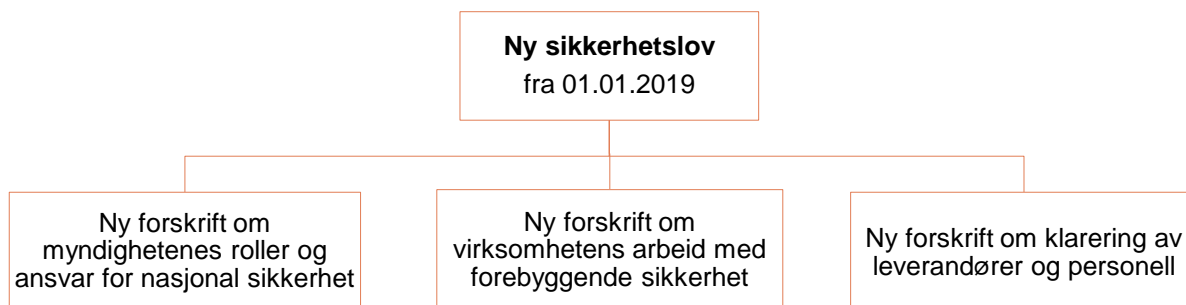 Ny sikkerhetslov
fra 01.01.2019
Ny forskrift om
myndighetenes roller og
ansvar for nasjonal sikkerhet
Ny forskrift om
virksomhetens arbeid med
forebyggende sikkerhet
Ny forskrift om klarering av
leverandører og personell